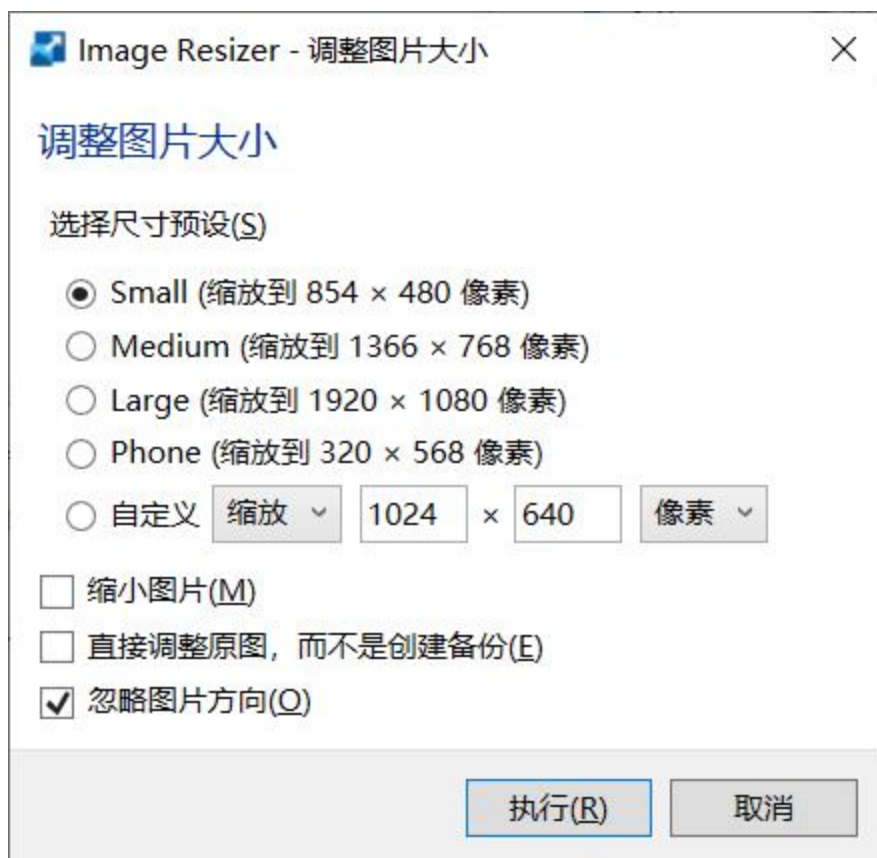 Image Resizer - 调整图片大小
调整图片大小
选择尺寸预设(S)
Small (缩放到 854 × 480 像素)
Medium (缩放到 1366 × 768 像素)
Large (缩放到 1920 × 1080 像素)
Phone (缩放到 320 × 568 像素)
自定义 缩放 1024 × 640 像素
缩小图片(M)
直接调整原图，而不是创建备份(E)
忽略图片方向(O)
执行(R) 取消